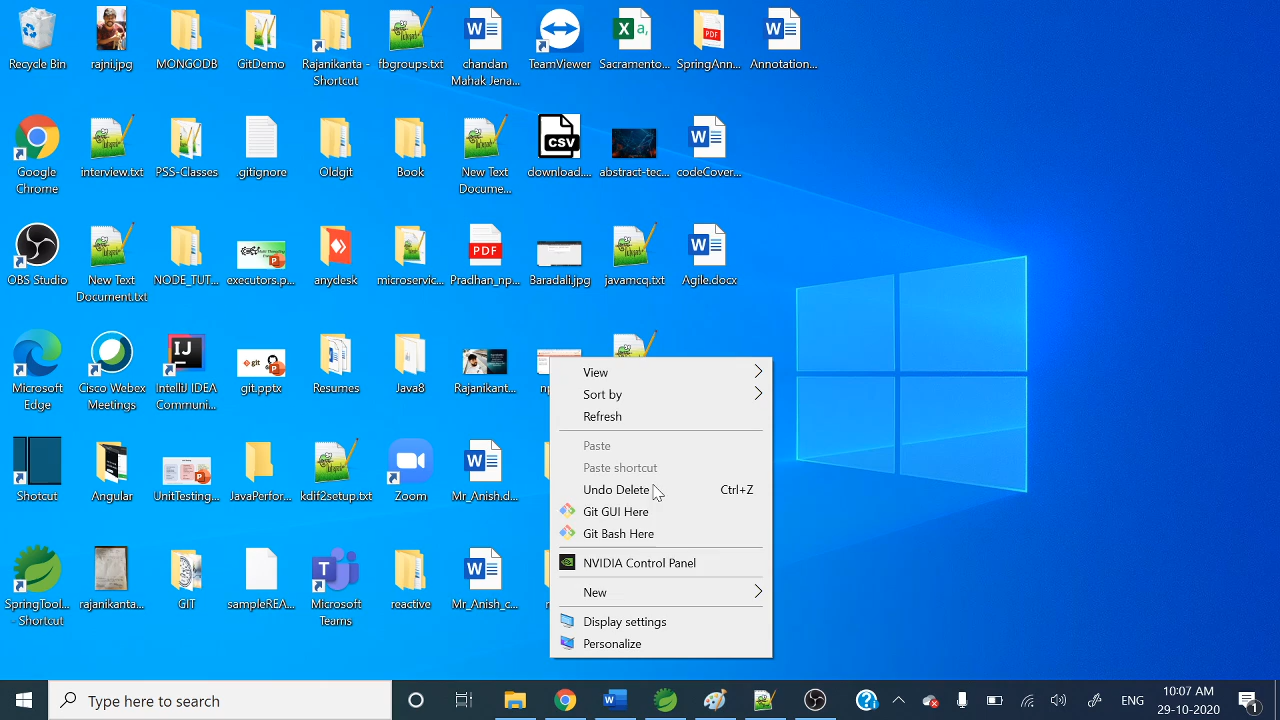 Recycle Bin
rajni.jpg
MONGODB
GitDemo
Rajanikanta -
Shortcut
fbgroups.txt
chandan
Mahak Jena...
TeamViewer
Sacramento...
SpringAnn...
Annotation...
Google
Chrome
interview.txt
PSS-Classes
.gitignore
Oldgit
Book
New Text
Docume...
CSV
download....
abstract-tec...
codeCover...
OBS Studio
New Text
Document.txt
NODE_TUT...
executors.p...
anydesk
microservic...
PDF
Pradhan_np...
Baradali.jpg
javamcq.txt
Agile.docx
Microsoft
Edge
Cisco Webex
Meetings
IntelliJ IDEA
Communi...
git.pptx
Resumes
Java8
Rajanikant...
Shotcut
Angular
UnitTesting...
JavaPerfor...
kdif2setup.txt
Zoom
Mr_Anish.d...
SpringTool...
- Shortcut
rajanikanta...
GIT
sampleREA...
Microsoft
Teams
reactive
Mr_Anish_c...
View
Sort by
Refresh
Paste
Paste shortcut
Undo Delete Ctrl+Z
Git GUI Here
Git Bash Here
NVIDIA Control Panel
New
Display settings
Personalize
Type here to search
ENG
10:07 AM
29-10-2020
1